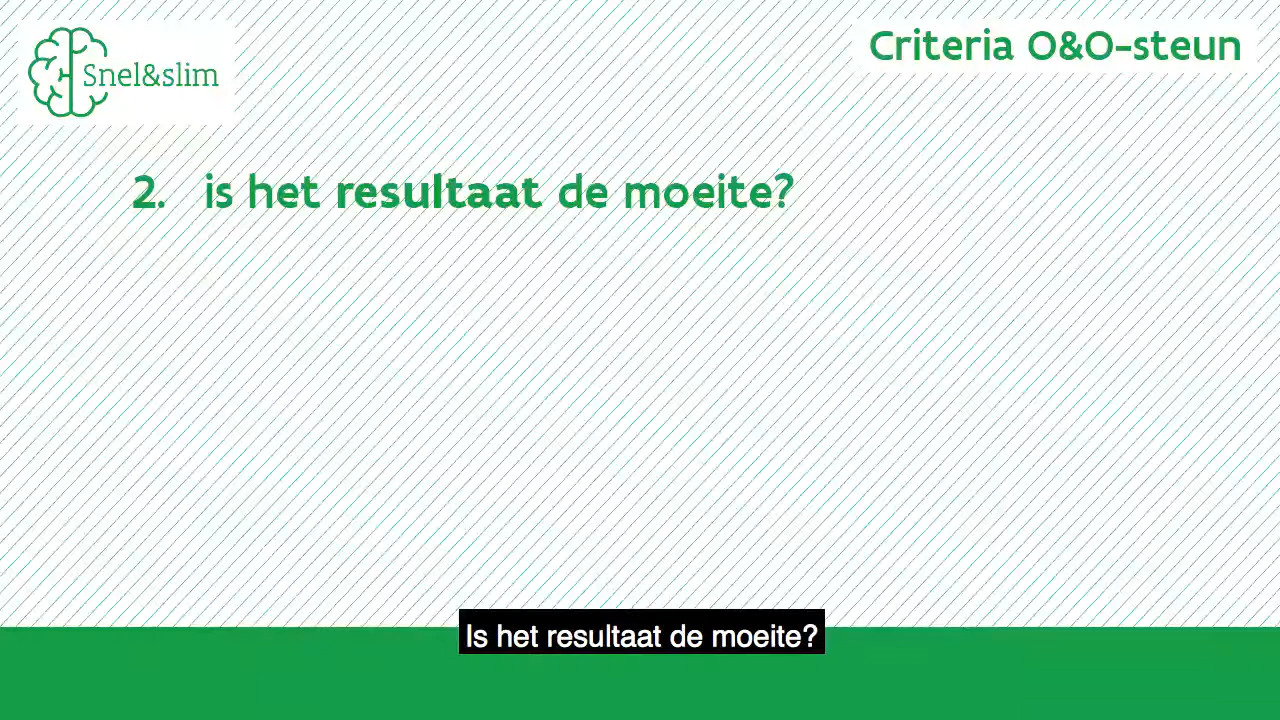 Snel&slim
Criteria O&O-steun
2. is het resultaat de moeite?
Is het resultaat de moeite?